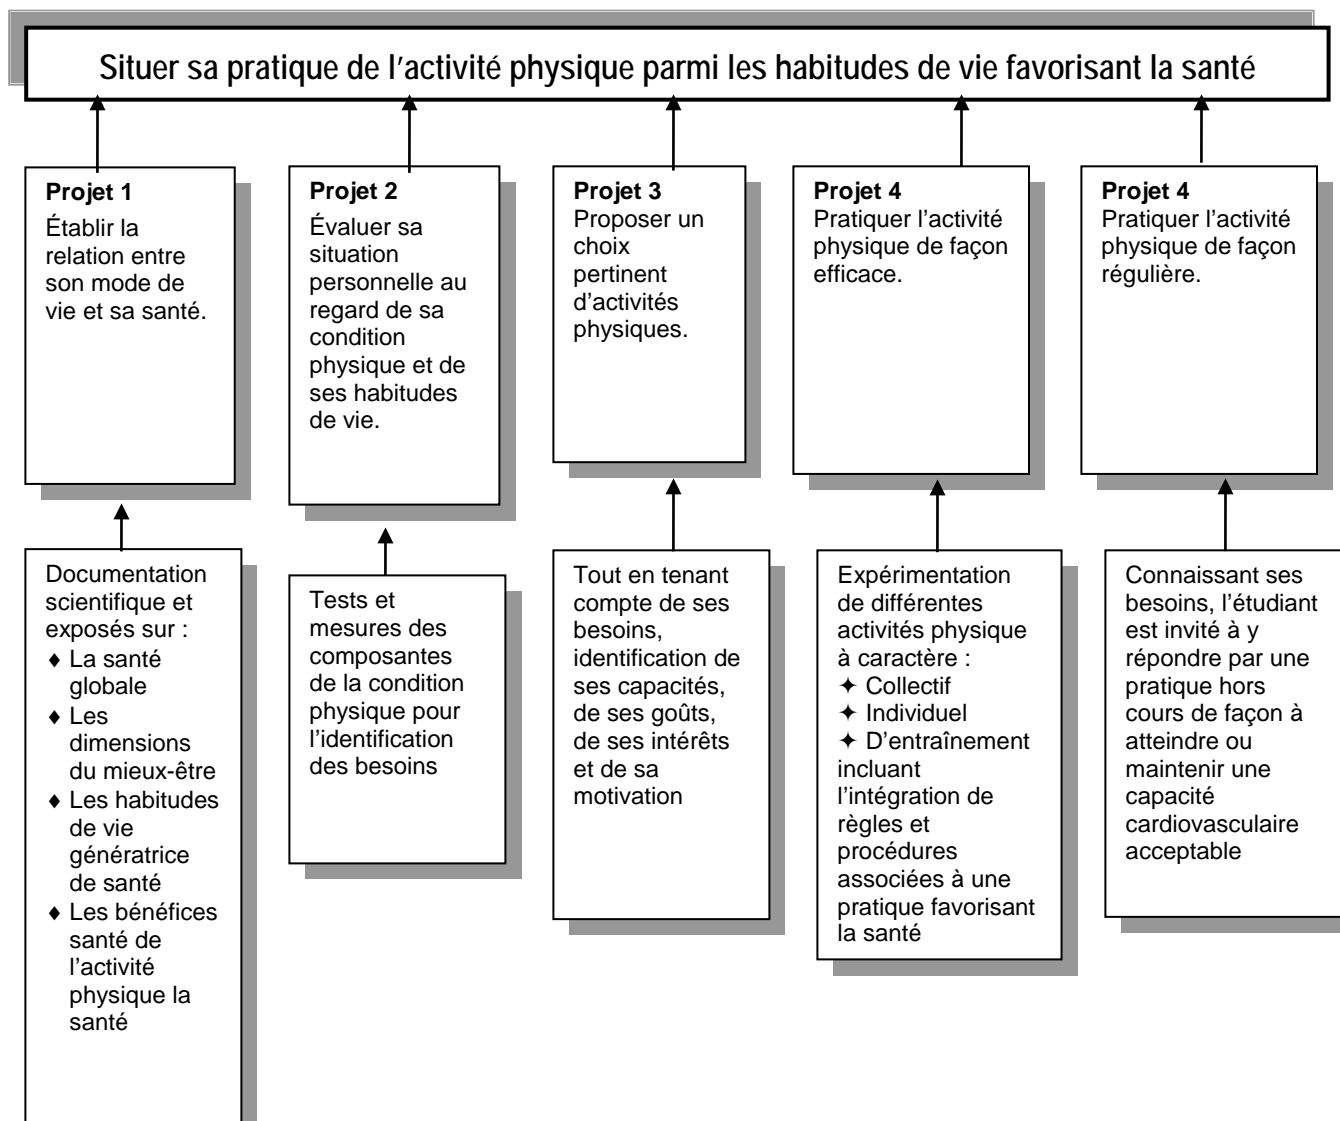 Situer sa pratique de l'activité physique parmi les habitudes de vie favorisant la santé
Projet 1
Établir la
relation entre
son mode de
vie et sa santé.
Projet 2
Évaluer sa
situation
personnelle au
regard de sa
condition
physique et de
ses habitudes
de vie.
Projet 3
Proposer un
choix
pertinent
d'activités
physiques.
Projet 4
Pratiquer l'activité
physique de façon
efficace.
Projet 4
Pratiquer l'activité
physique de façon
régulière.
Documentation
scientifique et
exposés sur :
♦ La santé
globale
♦ Les
dimensions
du mieux-être
♦ Les habitudes
de vie
génératrice
de santé
♦ Les bénéfices
santé de
l'activité
physique la
santé
Tests et
mesures des
composantes
de la condition
physique pour
l'identification
des besoins
Tout en tenant
compte de ses
besoins,
identification de
ses capacités,
de ses goûts,
de ses intérêts
et de sa
motivation
Expérimentation
de différentes
activités physique
à caractère :
✦ Collectif
✦ Individuel
✦ D'entraînement
incluant
l'intégration de
règles et
procédures
associées à une
pratique favorisant
la santé
Connaissant ses
besoins, l'étudiant
est invité à y
répondre par une
pratique hors
cours de façon à
atteindre ou
maintenir une
capacité
cardiovasculaire
acceptable